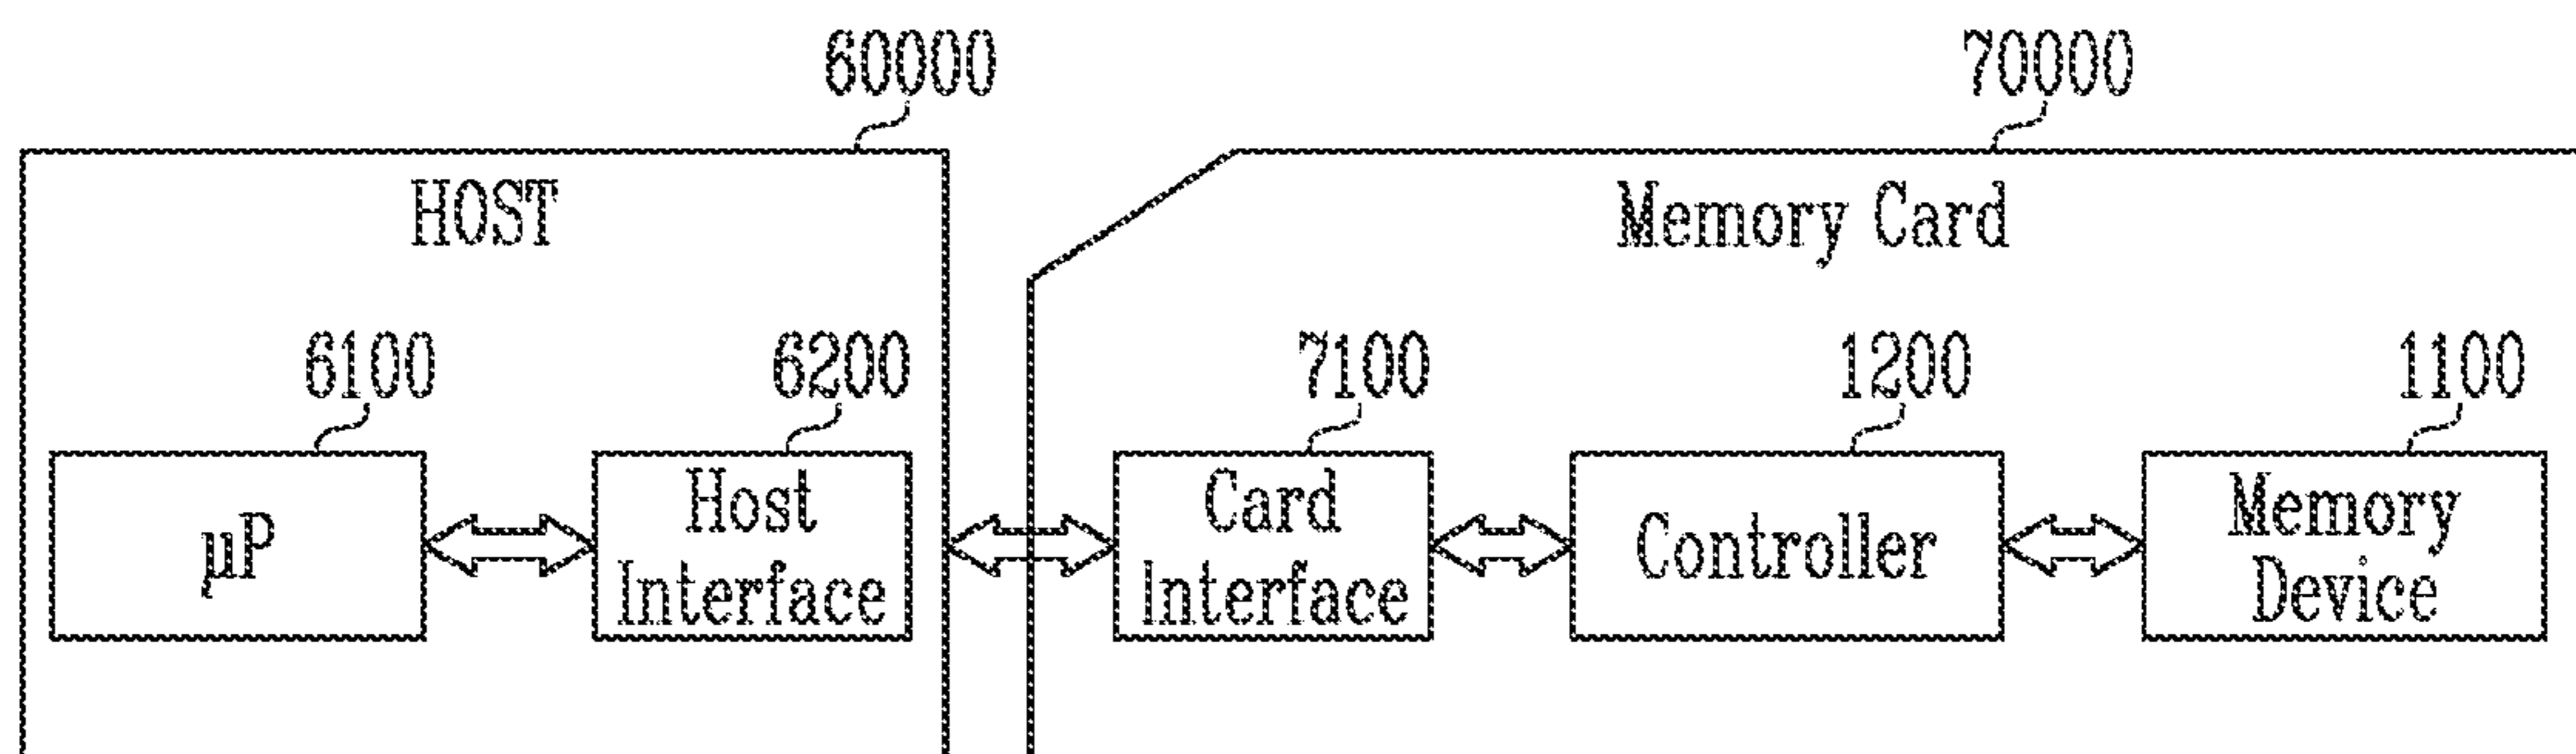 60000
70000
HOST
Memory Card
6100
6200
7100
1200
1100
µP
Host
Interface
Card
Interface
Controller
Memory
Device